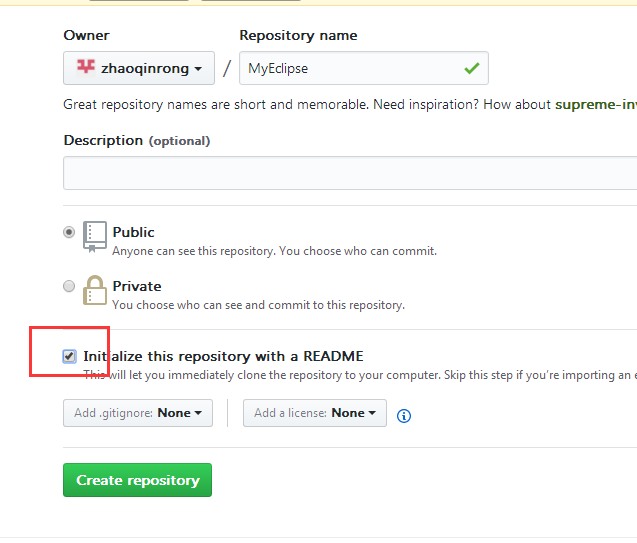 Owner Repository name
zhaoqinrong / MyEclipse
Great repository names are short and memorable. Need inspiration? How about supreme-in
Description (optional)
Public
Anyone can see this repository. You choose who can commit.
Private
You choose who can see and commit to this repository.
Initialize this repository with a README
This will let you immediately clone the repository to your computer. Skip this step if you're importing an e
Add .gitignore: None Add a license: None
Create repository